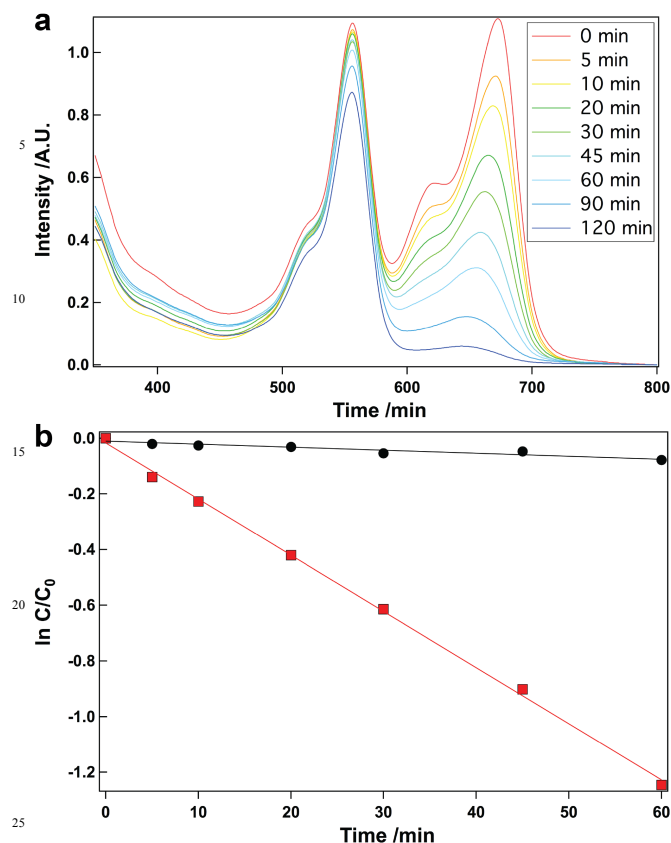 a
Intensity /A.U.
1.0
0.8
0.6
0.4
0.2
0.0
0 min
5 min
10 min
20 min
30 min
45 min
60 min
90 min
120 min
400 500 600 700 800
Time /min
5
10
b
ln C/C0
0.0
-0.2
-0.4
-0.6
-0.8
-1.0
-1.2
0 10 20 30 40 50 60
Time /min
15
20
25